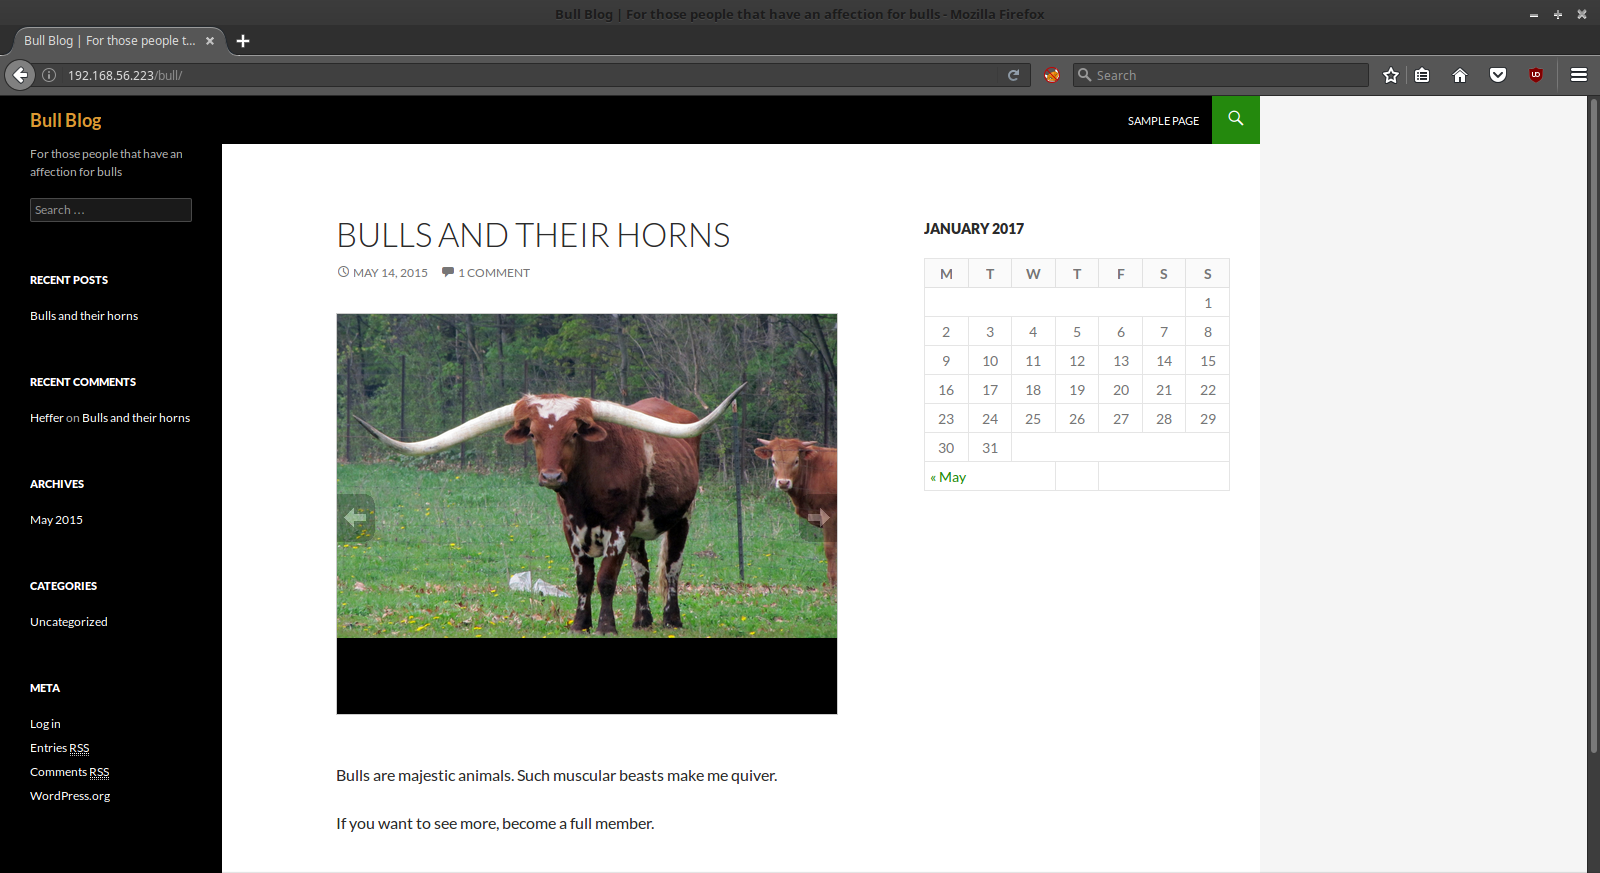 Bull Blog | For those people that have an affection for bulls - Mozilla Firefox
Bull Blog | For those people t...
192.168.56.223/bull/
Search
Bull Blog
SAMPLE PAGE
For those people that have an
affection for bulls
Search ...
RECENT POSTS
Bulls and their horns
RECENT COMMENTS
Heffer on Bulls and their horns
ARCHIVES
May 2015
CATEGORIES
Uncategorized
META
Log in
Entries RSS
Comments RSS
WordPress.org
BULLS AND THEIR HORNS
MAY 14, 2015 1 COMMENT
Bulls are majestic animals. Such muscular beasts make me quiver.
If you want to see more, become a full member.
JANUARY 2017
M T W T F S S
1
2 3 4 5 6 7 8
9 10 11 12 13 14 15
16 17 18 19 20 21 22
23 24 25 26 27 28 29
30 31
« May